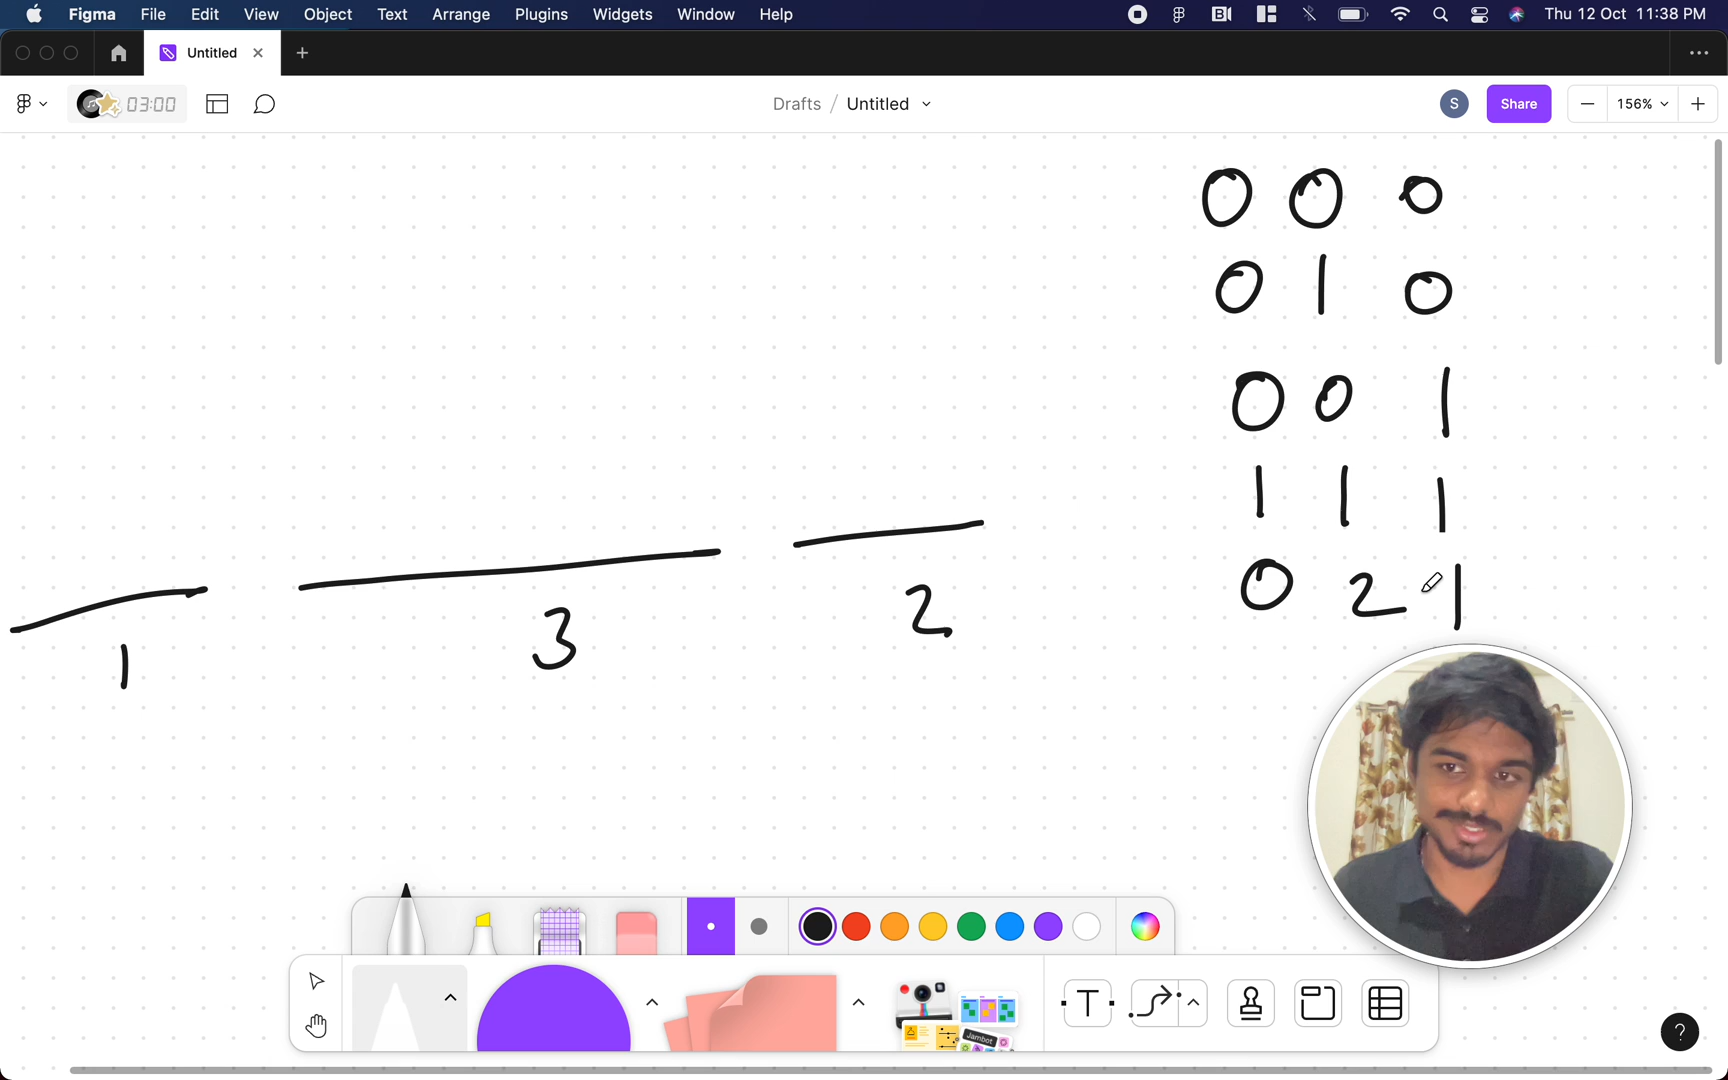 Figma File Edit View Object Text Arrange Plugins Widgets Window Help Thu 12 Oct 11:38 PM
Untitled
03:00 Drafts / Untitled S Share 156%
0 0 0
0 1 0
0 0 1
1 1 1
0 2 1
1 3 2
T
Jambot
?